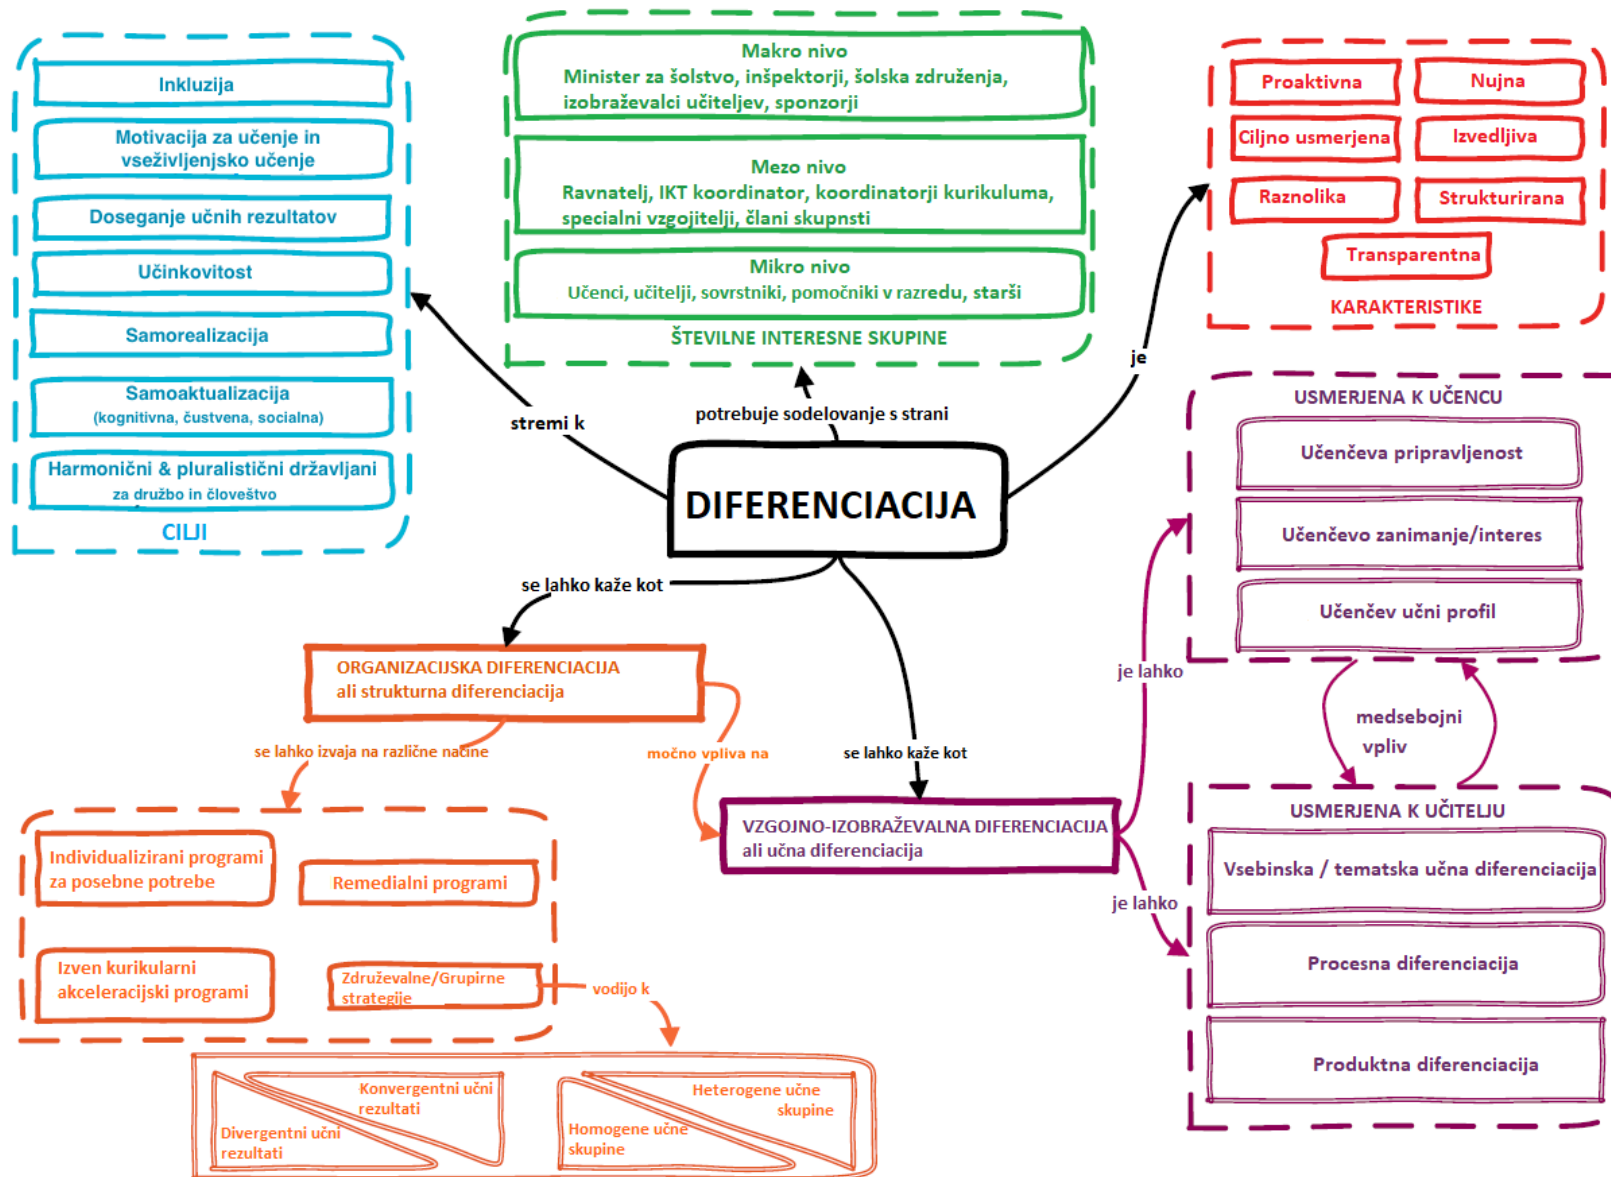 Inkluzija
Motivacija za učenje in
vseživljenjsko učenje
Doseganje učnih rezultatov
Učinkovitost
Samorealizacija
Samoaktualizacija
(kognitivna, čustvena, socialna)
Harmonični & pluralistični državljani
za družbo in človeštvo
CILJI
Makro nivo
Minister za šolstvo, inšpektorji, šolska združenja,
izobraževalci učiteljev, sponzorji
Mezo nivo
Ravnatelj, IKT koordinator, koordinatorji kurikuluma,
specialni vzgojitelji, člani skupnsti
Mikro nivo
Učenci, učitelji, sovrstniki, pomočniki v razredu, starši
ŠTEVILNE INTERESNE SKUPINE
Proaktivna
Nujna
Ciljno usmerjena
Izvedljiva
Raznolika
Strukturirana
Transparentna
KARAKTERISTIKE
stremi k
potrebuje sodelovanje s strani
je
DIFERENCIACIJA
USMERJENA K UČENCU
Učenčeva pripravljenost
Učenčevo zanimanje/interes
Učenčev učni profil
se lahko kaže kot
ORGANIZACIJSKA DIFERENCIACIJA
ali strukturna diferenciacija
je lahko
medsebojni
vpliv
se lahko izvaja na različne načine
močno vpliva na
se lahko kaže kot
VZGOJNO-IZOBRAŽEVALNA DIFERENCIACIJA
ali učna diferenciacija
je lahko
USMERJENA K UČITELJU
Vsebinska / tematska učna diferenciacija
Procesna diferenciacija
Produktna diferenciacija
Individualizirani programi
za posebne potrebe
Remedialni programi
Izven kurikularni
akceleracijski programi
Združevalne/Grupirne
strategije
vodijo k
Konvergentni učni
rezultati
Divergentni učni
rezultati
Heterogene učne
skupine
Homogene učne
skupine